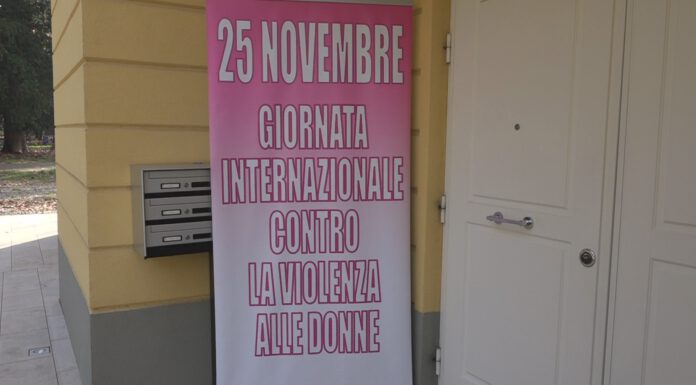 25 NOVEMBRE
GIORNATA
INTERNAZIONALE
CONTRO
LA VIOLENZA
ALLE DONNE